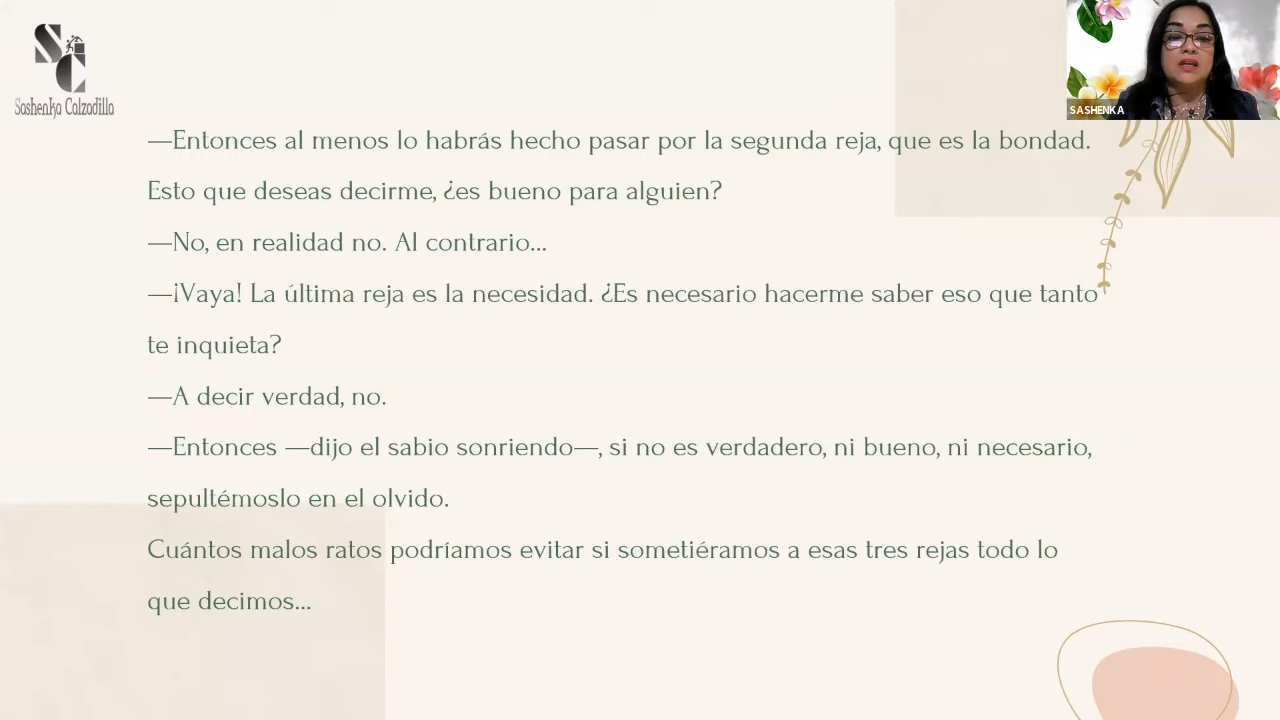 SC
Sashenka Calzadilla
SASHENKA
—Entonces al menos lo habrás hecho pasar por la segunda reja, que es la bondad.
Esto que deseas decirme, ¿es bueno para alguien?
—No, en realidad no. Al contrario...
—¡Vaya! La última reja es la necesidad. ¿Es necesario hacerme saber eso que tanto
te inquieta?
—A decir verdad, no.
—Entonces —dijo el sabio sonriendo—, si no es verdadero, ni bueno, ni necesario,
sepultémoslo en el olvido.
Cuántos malos ratos podríamos evitar si sometiéramos a esas tres rejas todo lo
que decimos...